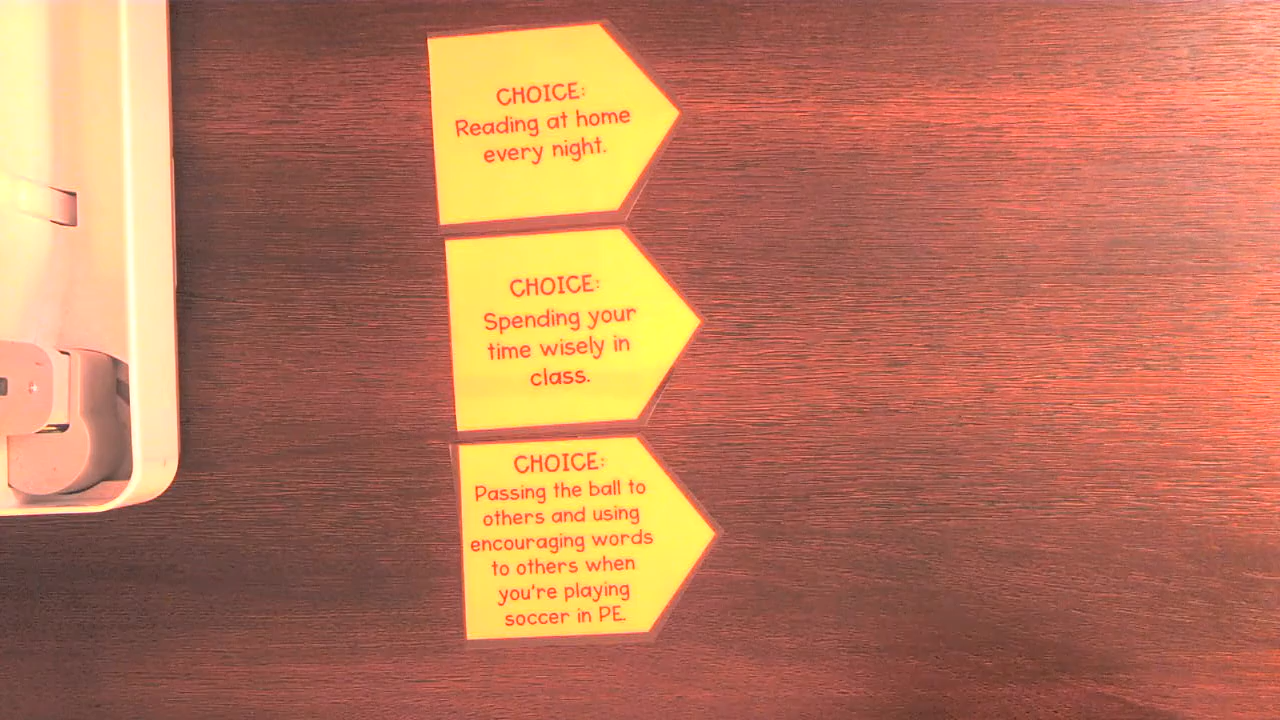 CHOICE:
Reading at home
every night.
CHOICE:
Spending your
time wisely in
class.
CHOICE:
Passing the ball to
others and using
encouraging words
to others when
you're playing
soccer in PE.